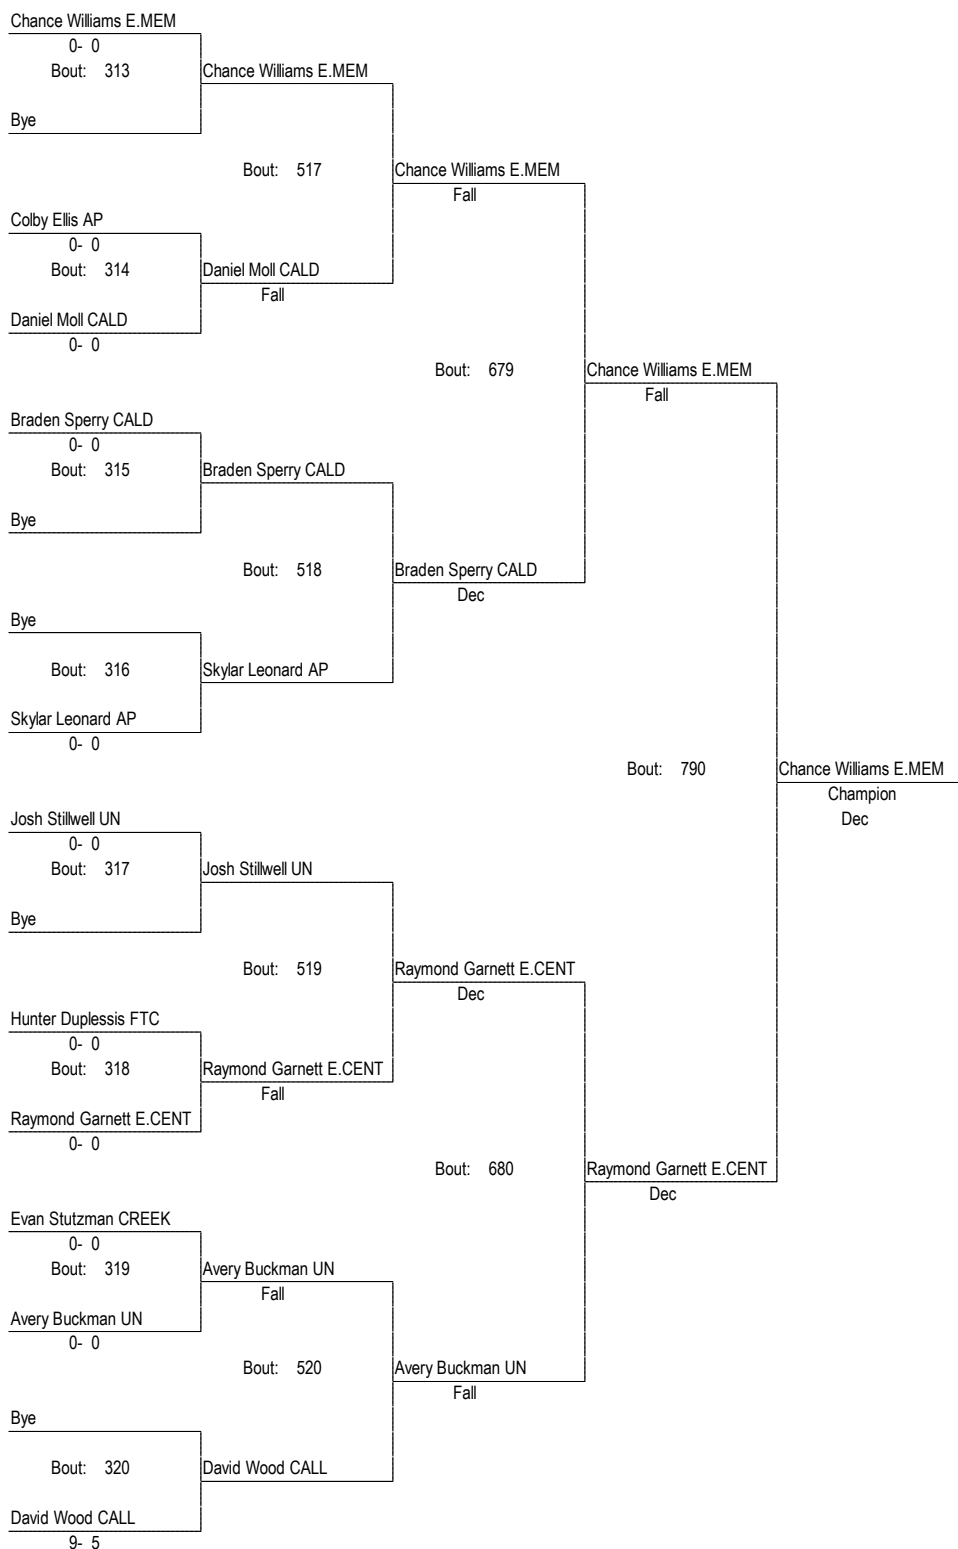 Chance Williams E.MEM
0- 0
Bout: 313
Chance Williams E.MEM
Bye
Bout: 517
Chance Williams E.MEM
Fall
Colby Ellis AP
0- 0
Bout: 314
Daniel Moll CALD
Fall
Daniel Moll CALD
0- 0
Bout: 679
Chance Williams E.MEM
Fall
Braden Sperry CALD
0- 0
Bout: 315
Braden Sperry CALD
Bye
Bout: 518
Braden Sperry CALD
Dec
Bye
Bout: 316
Skylar Leonard AP
Skylar Leonard AP
0- 0
Bout: 790
Chance Williams E.MEM
Champion
Dec
Josh Stillwell UN
0- 0
Bout: 317
Josh Stillwell UN
Bye
Bout: 519
Raymond Garnett E.CENT
Dec
Hunter Duplessis FTC
0- 0
Bout: 318
Raymond Garnett E.CENT
Fall
Raymond Garnett E.CENT
0- 0
Bout: 680
Raymond Garnett E.CENT
Dec
Evan Stutzman CREEK
0- 0
Bout: 319
Avery Buckman UN
Fall
Avery Buckman UN
0- 0
Bout: 520
Avery Buckman UN
Fall
Bye
Bout: 320
David Wood CALL
David Wood CALL
9- 5